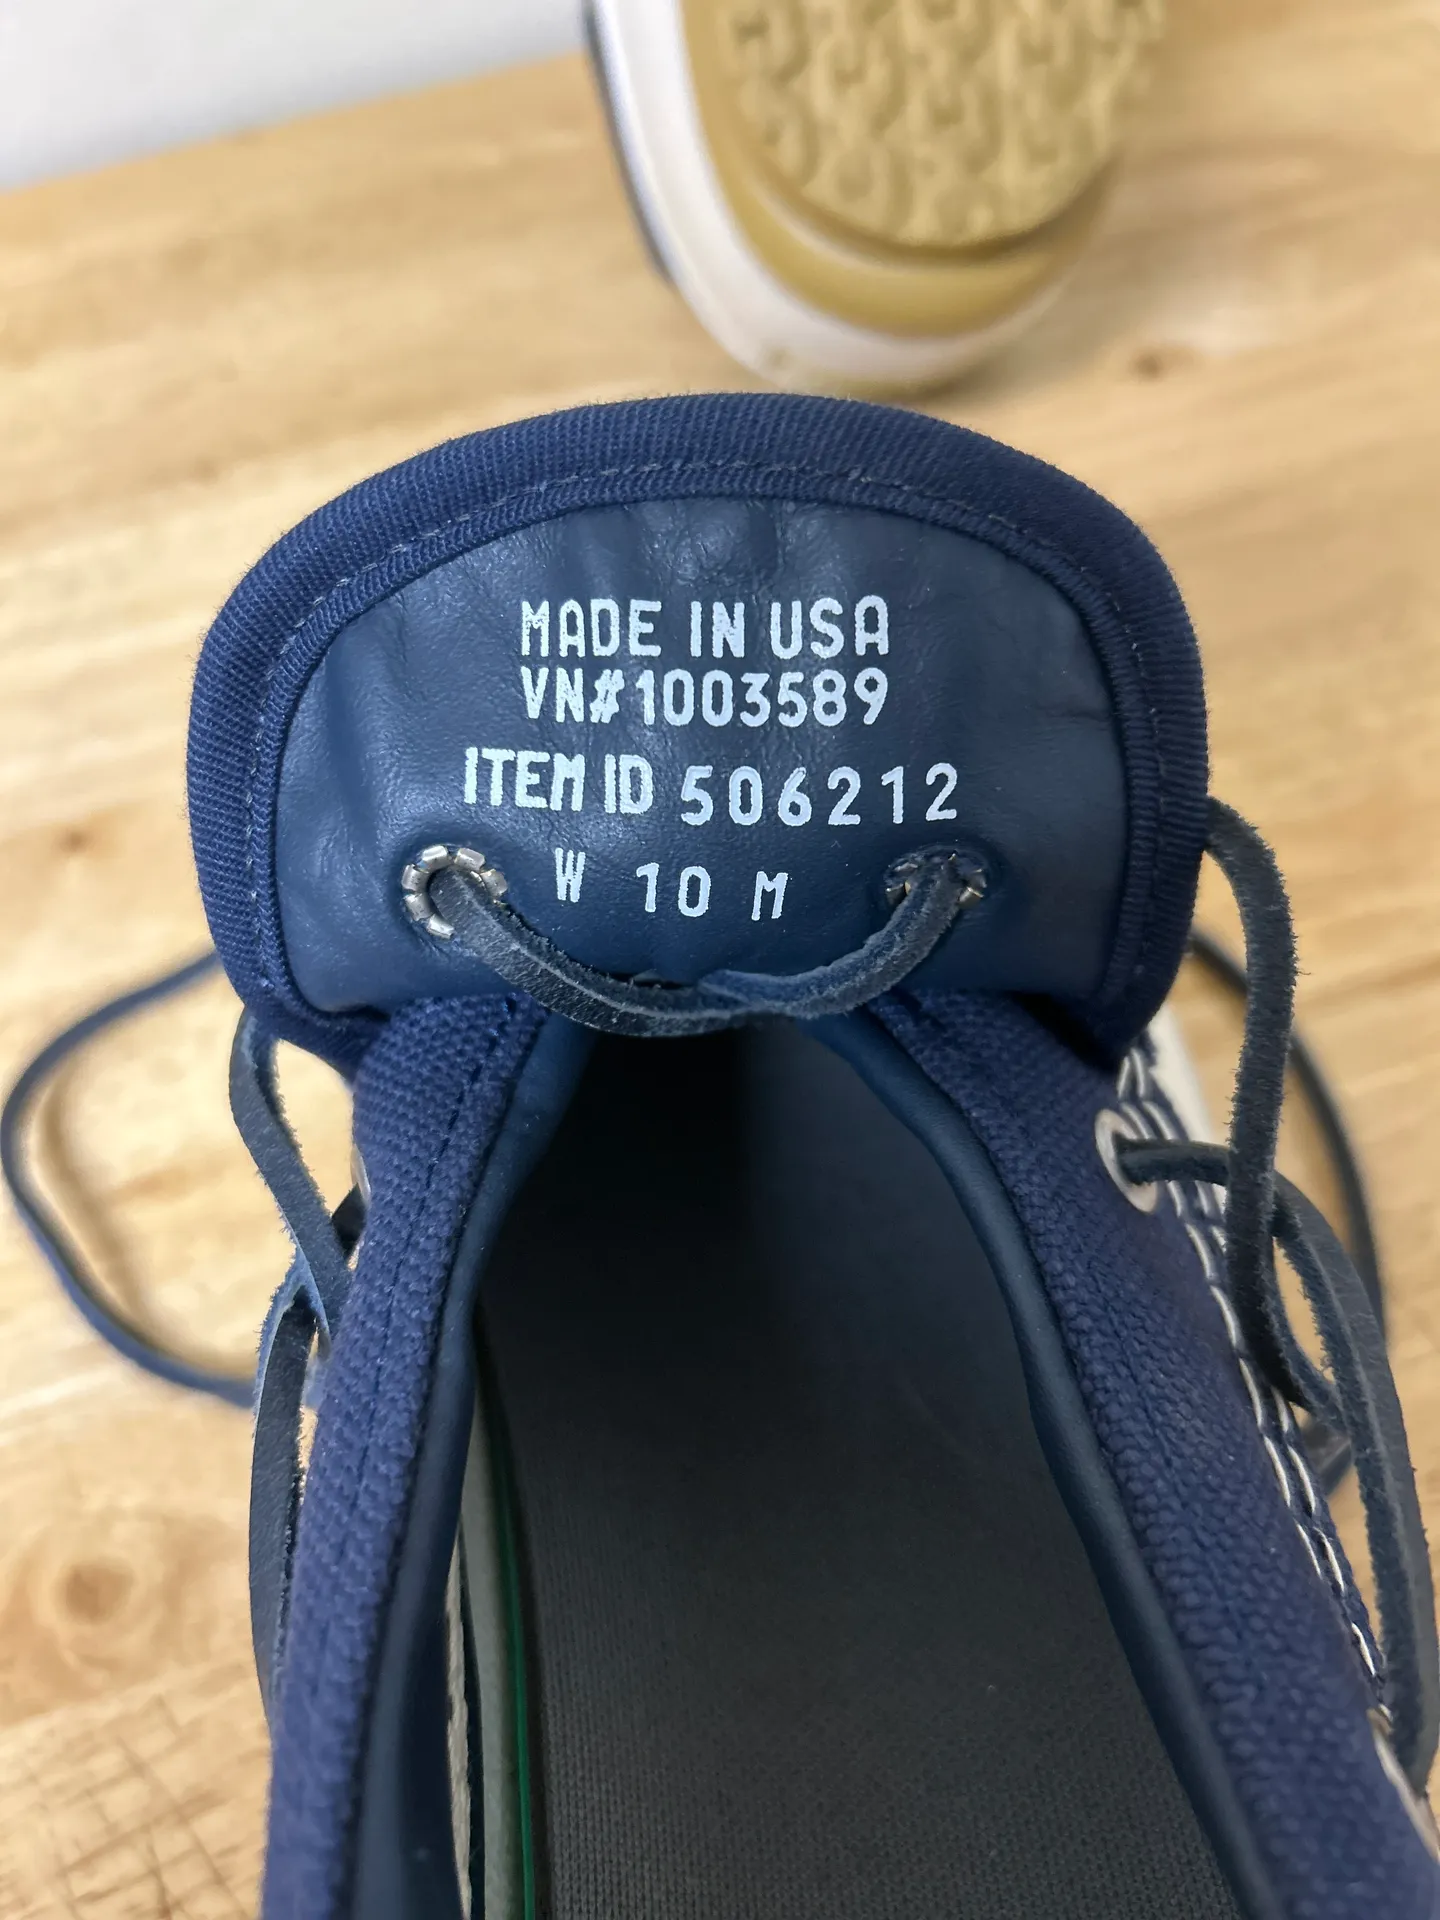 MADE IN USA
VN#1003589
ITEM ID 506212
W 10 M